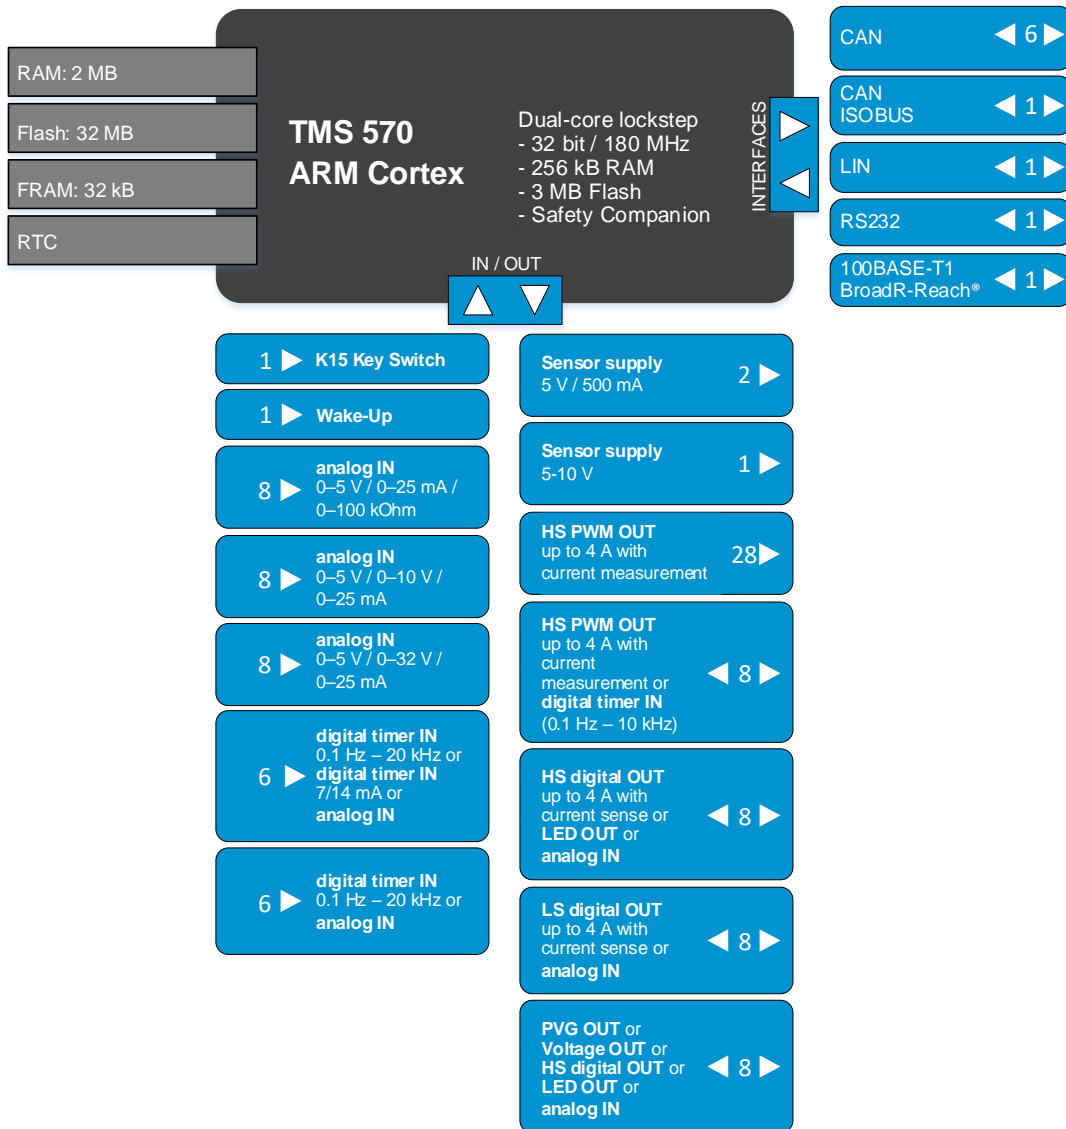 RAM: 2 MB
Flash: 32 MB
FRAM: 32 kB
RTC
TMS 570
ARM Cortex
Dual-core lockstep
- 32 bit / 180 MHz
- 256 kB RAM
- 3 MB Flash
- Safety Companion
INTERFACES
IN / OUT
CAN
6
CAN
ISOBUS
1
LIN
1
RS232
1
100BASE-T1
BroadR-Reach®
1
1
K15 Key Switch
1
Wake-Up
8
analog IN
0–5 V / 0–25 mA /
0–100 kOhm
8
analog IN
0–5 V / 0–10 V /
0–25 mA
8
analog IN
0–5 V / 0–32 V /
0–25 mA
6
digital timer IN
0.1 Hz – 20 kHz or
digital timer IN
7/14 mA or
analog IN
6
digital timer IN
0.1 Hz – 20 kHz or
analog IN
Sensor supply
5 V / 500 mA
2
Sensor supply
5-10 V
1
HS PWM OUT
up to 4 A with
current measurement
28
HS PWM OUT
up to 4 A with
current
measurement or
digital timer IN
(0.1 Hz – 10 kHz)
8
HS digital OUT
up to 4 A with
current sense or
LED OUT or
analog IN
8
LS digital OUT
up to 4 A with
current sense or
analog IN
8
PVG OUT or
Voltage OUT or
HS digital OUT or
LED OUT or
analog IN
8